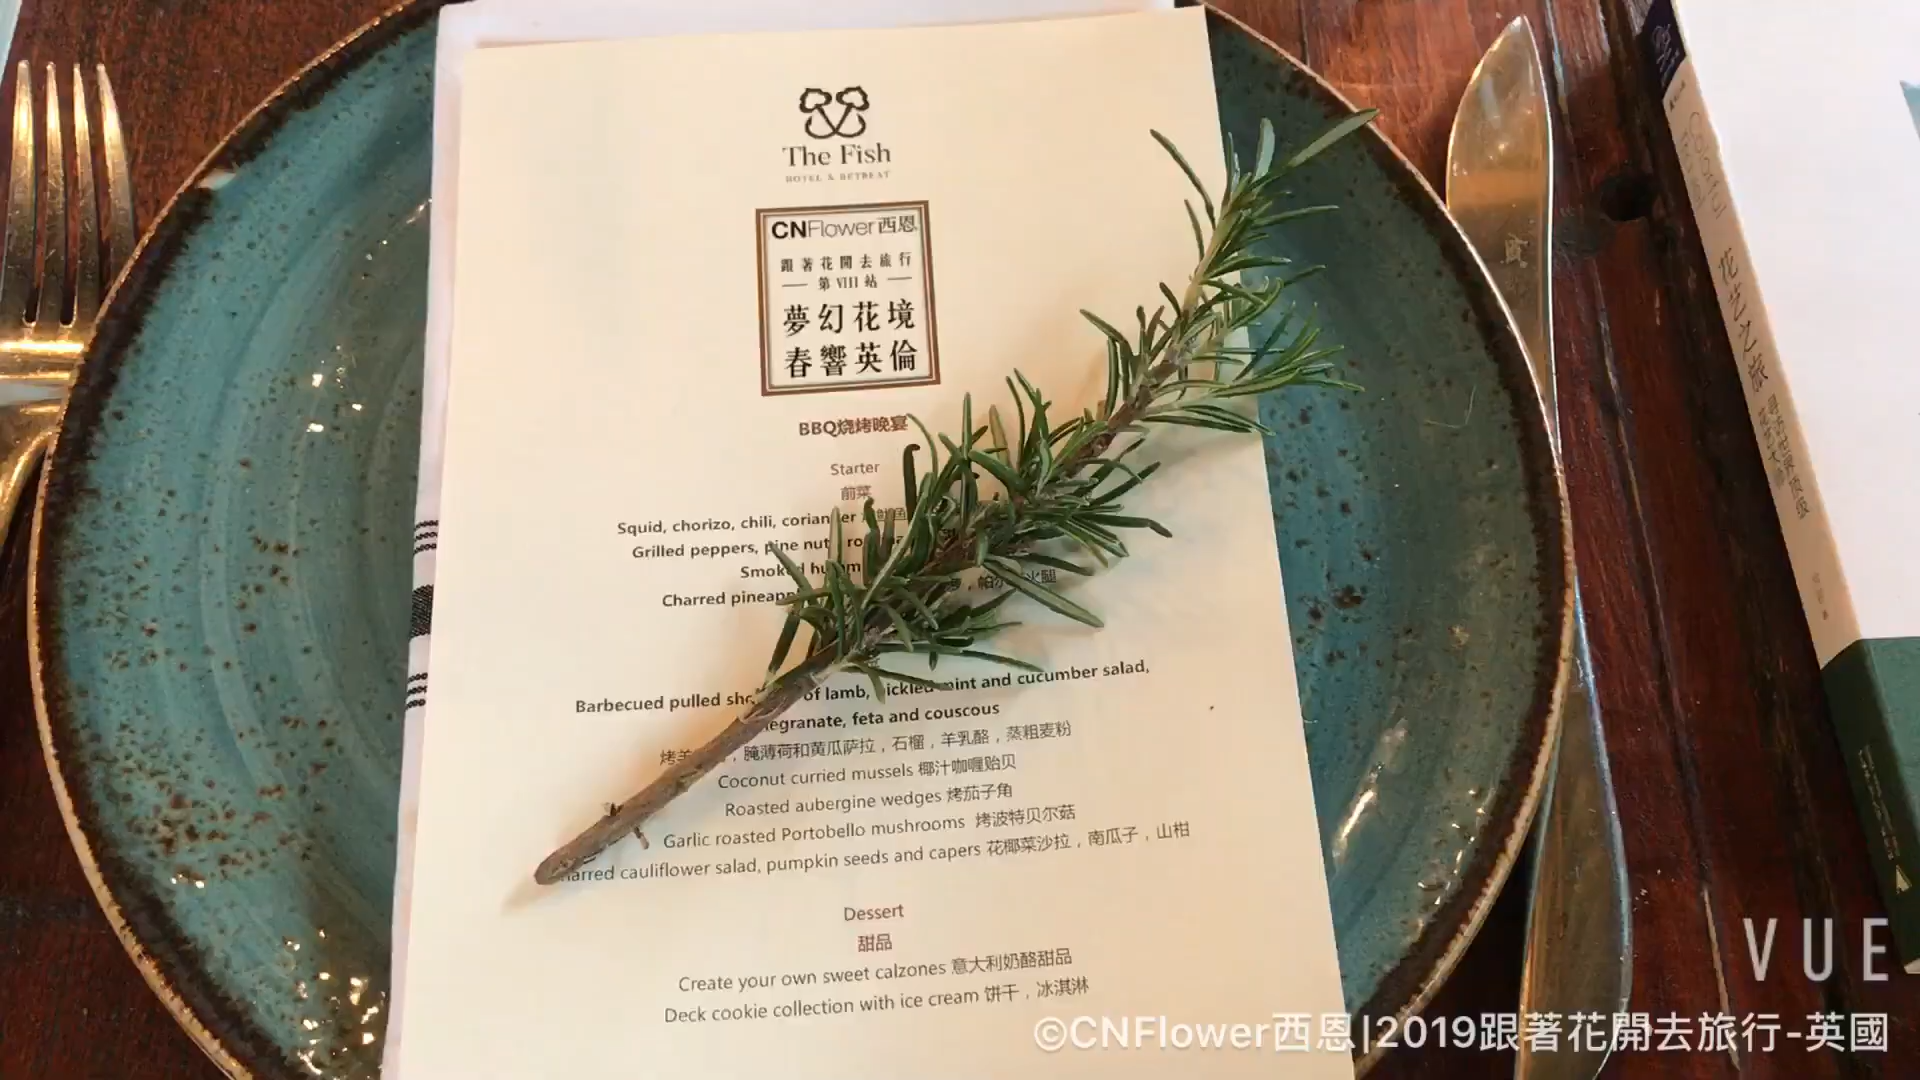 The Fish
HOTEL & RETREAT
CNFlower西恩
跟著花開去旅行
第VIII站
夢幻花境
春響英倫
BBQ烧烤晚宴
Starter
前菜
Squid, chorizo, chili, coriander
Grilled peppers, pine nut
Smoked
Charred 火腿
Barbecued pulled of lamb, pickled mint and cucumber salad,
feta and couscous
腌薄荷和黄瓜萨拉，石榴，羊乳酪，蒸粗麦粉
Coconut curried mussels 椰汁咖喱贻贝
Roasted aubergine wedges 烤茄子角
Garlic roasted Portobello mushrooms 烤波特贝尔菇
cauliflower salad, pumpkin seeds and capers 花椰菜沙拉，南瓜子，山柑
Dessert
甜品
Create your own sweet calzones 意大利奶酪甜品
Deck cookie collection with ice cream 饼干，冰淇淋
Colorful
花艺之旅
VUE
©CNFlower西恩|2019跟著花開去旅行-英國